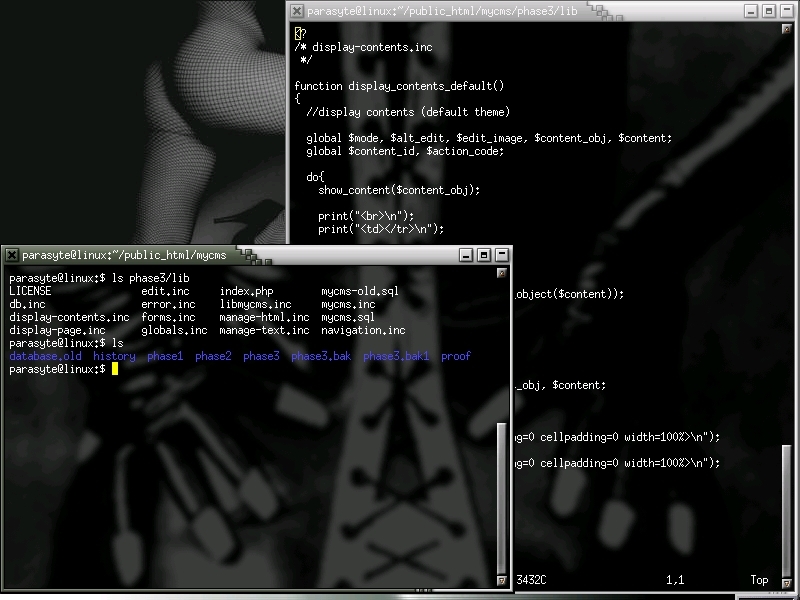 parasyte@linux:~/public_html/mycms/phase3/lib
<?
/* display-contents.inc
 */
function display_contents_default()
{
  //display contents (default theme)
  global $mode, $alt_edit, $edit_image, $content_obj, $content;
  global $content_id, $action_code;
  do{
    show_content($content_obj);
    print("<br>\n");
    print("<td></tr>\n");
_object($content));
_obj, $content;
g=0 cellpadding=0 width=100%>\n");
g=0 cellpadding=0 width=100%>\n");
3432C 1,1 Top
parasyte@linux:~/public_html/mycms
parasyte@linux:$ ls phase3/lib
LICENSE edit.inc index.php mycms-old.sql
db.inc error.inc libmycms.inc mycms.inc
display-contents.inc forms.inc manage-html.inc mycms.sql
display-page.inc globals.inc manage-text.inc navigation.inc
parasyte@linux:$ ls
database.old history phase1 phase2 phase3 phase3.bak phase3.bak1 proof
parasyte@linux:$